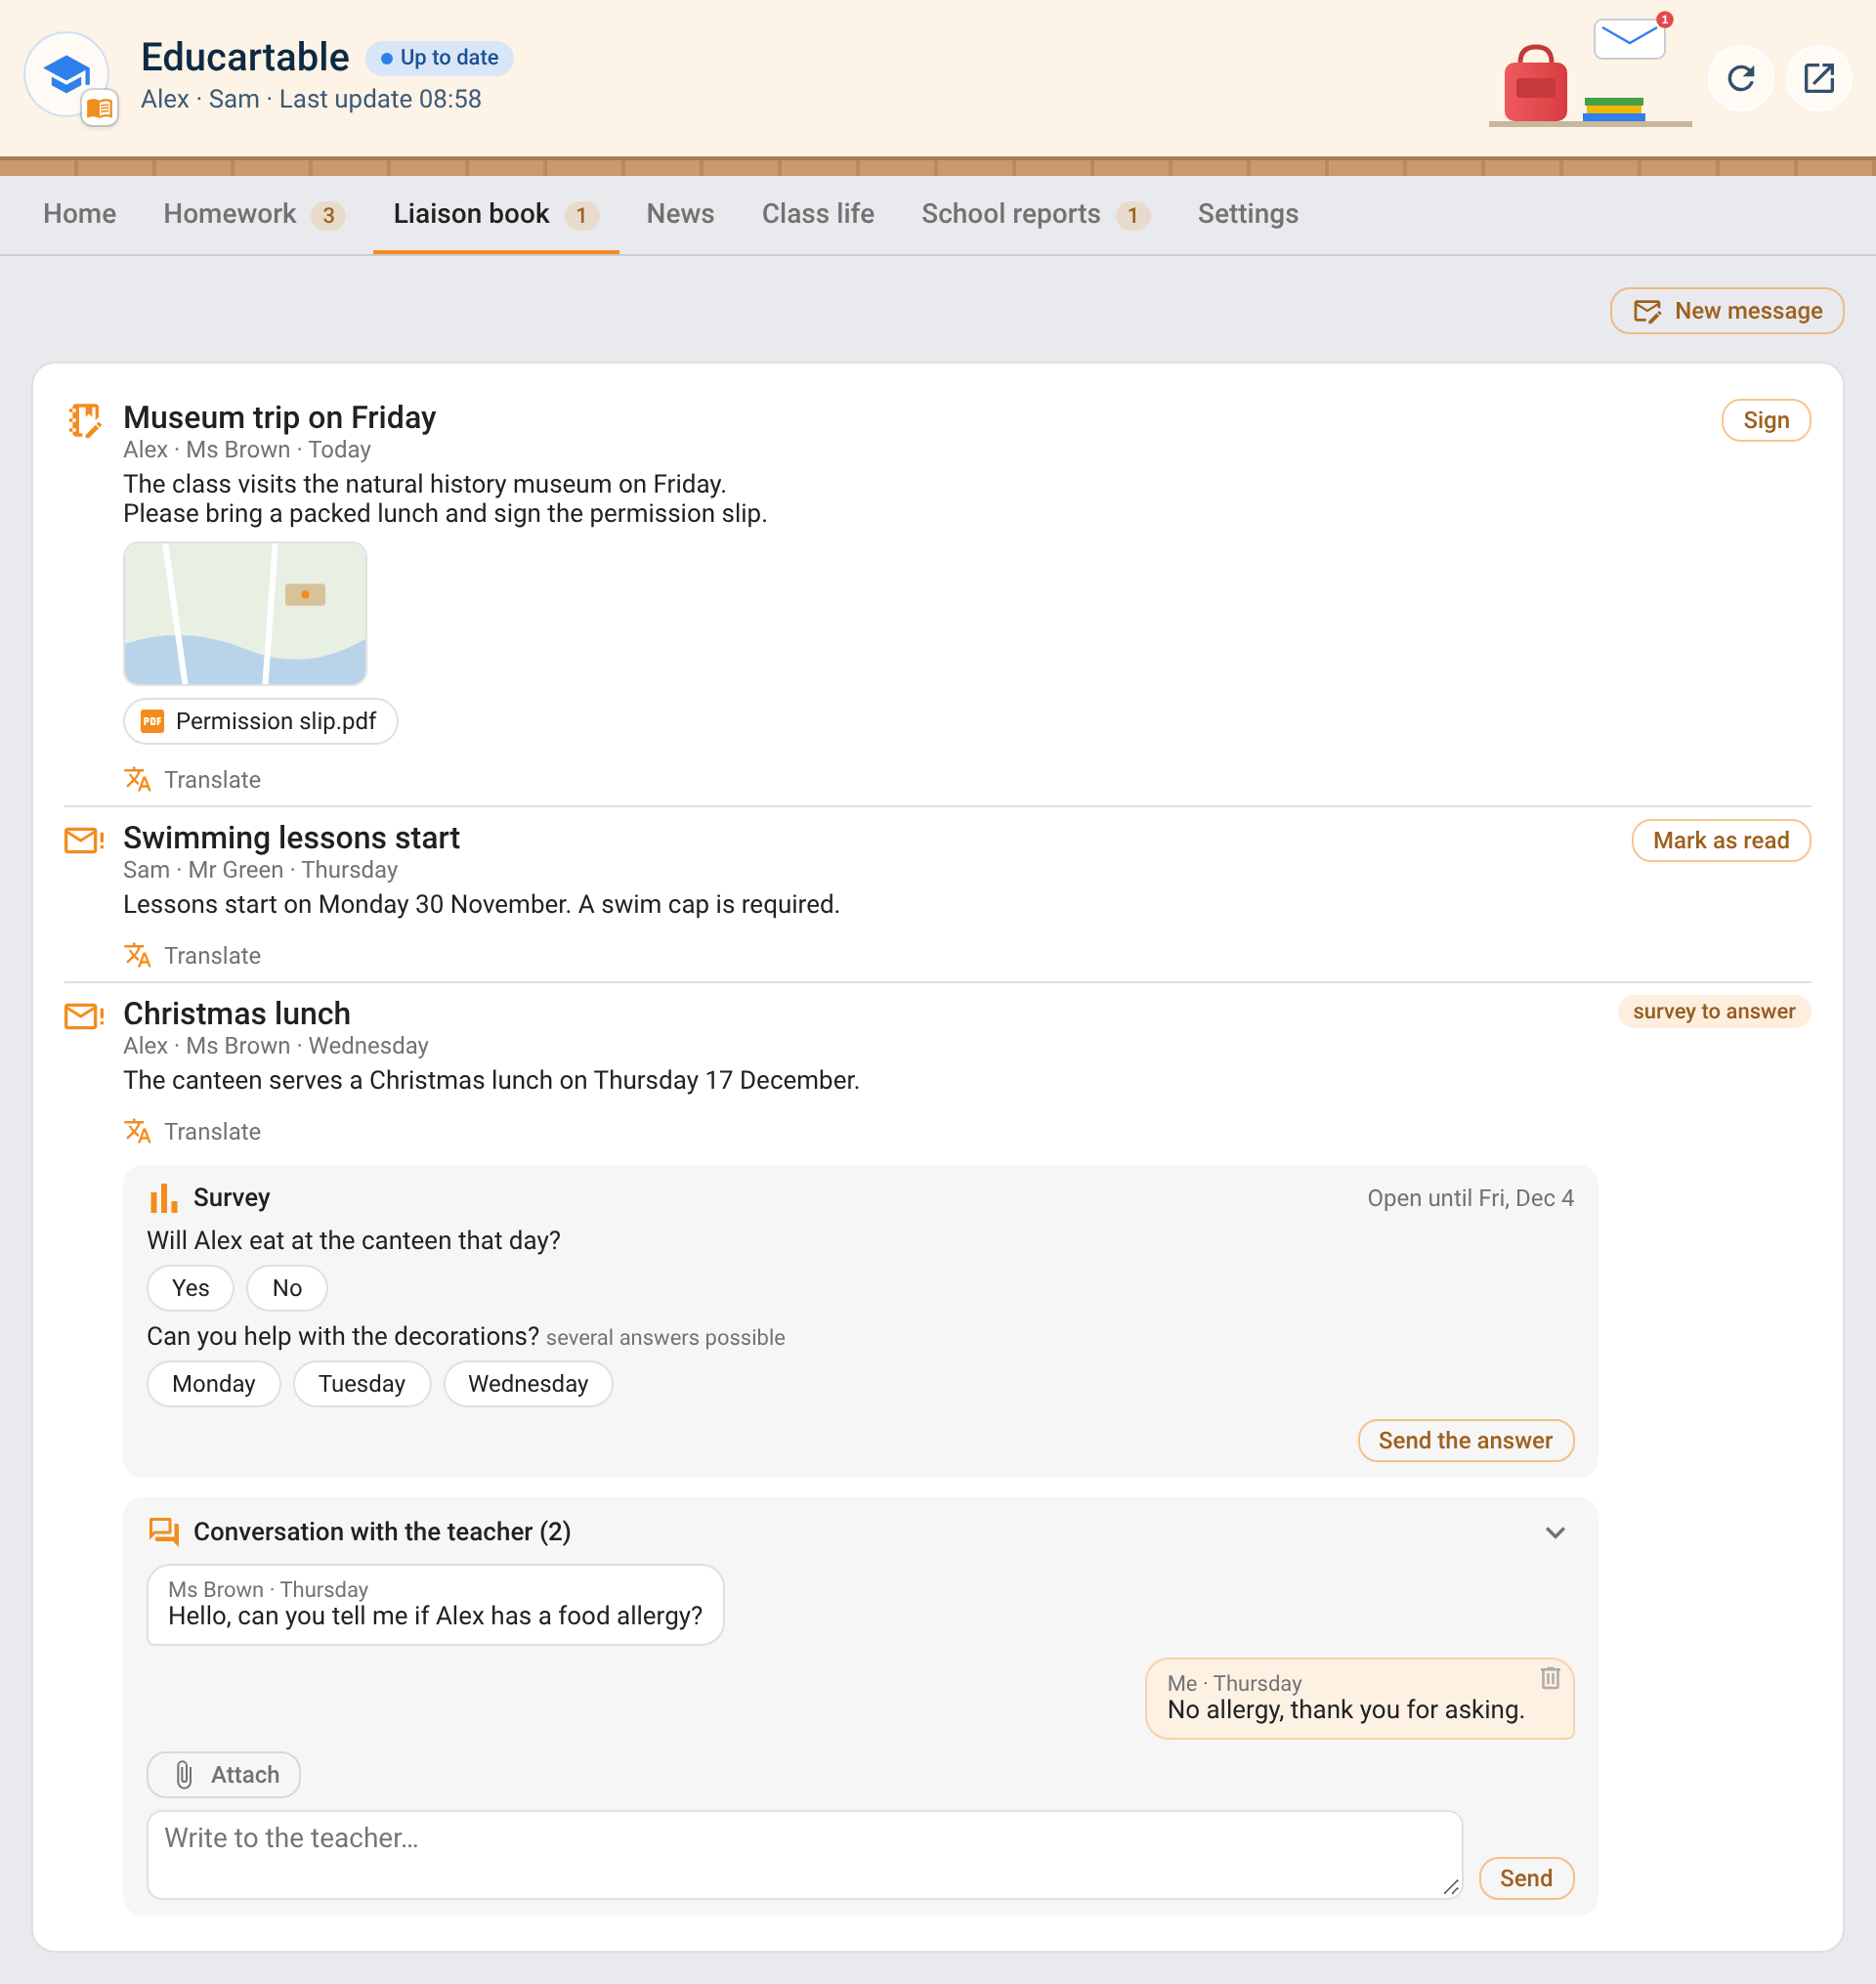 Educartable
Up to date
Alex · Sam · Last update 08:58
1
Home
Homework 3
Liaison book 1
News
Class life
School reports 1
Settings
New message
Museum trip on Friday
Sign
Alex · Ms Brown · Today
The class visits the natural history museum on Friday.
Please bring a packed lunch and sign the permission slip.
PDF Permission slip.pdf
Translate
Swimming lessons start
Mark as read
Sam · Mr Green · Thursday
Lessons start on Monday 30 November. A swim cap is required.
Translate
Christmas lunch
survey to answer
Alex · Ms Brown · Wednesday
The canteen serves a Christmas lunch on Thursday 17 December.
Translate
Survey
Open until Fri, Dec 4
Will Alex eat at the canteen that day?
Yes
No
Can you help with the decorations? several answers possible
Monday
Tuesday
Wednesday
Send the answer
Conversation with the teacher (2)
Ms Brown · Thursday
Hello, can you tell me if Alex has a food allergy?
Me · Thursday
No allergy, thank you for asking.
Attach
Write to the teacher…
Send